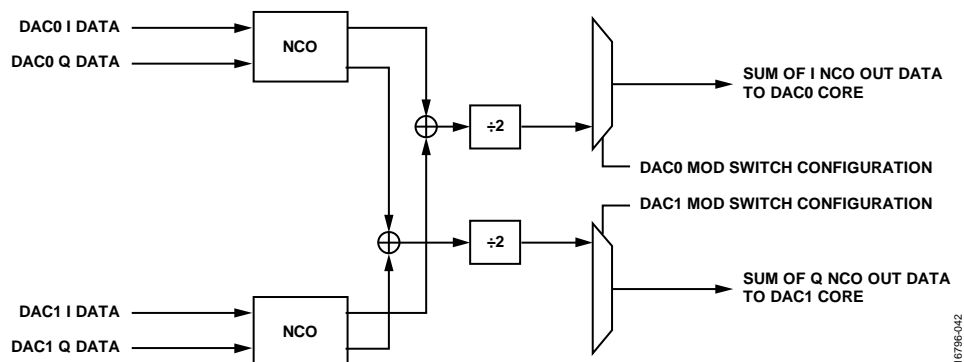 DAC0 I DATA
DAC0 Q DATA
NCO
÷2
SUM OF I NCO OUT DATA
TO DAC0 CORE
DAC0 MOD SWITCH CONFIGURATION
DAC1 MOD SWITCH CONFIGURATION
÷2
SUM OF Q NCO OUT DATA
TO DAC1 CORE
DAC1 I DATA
DAC1 Q DATA
NCO
16796-042